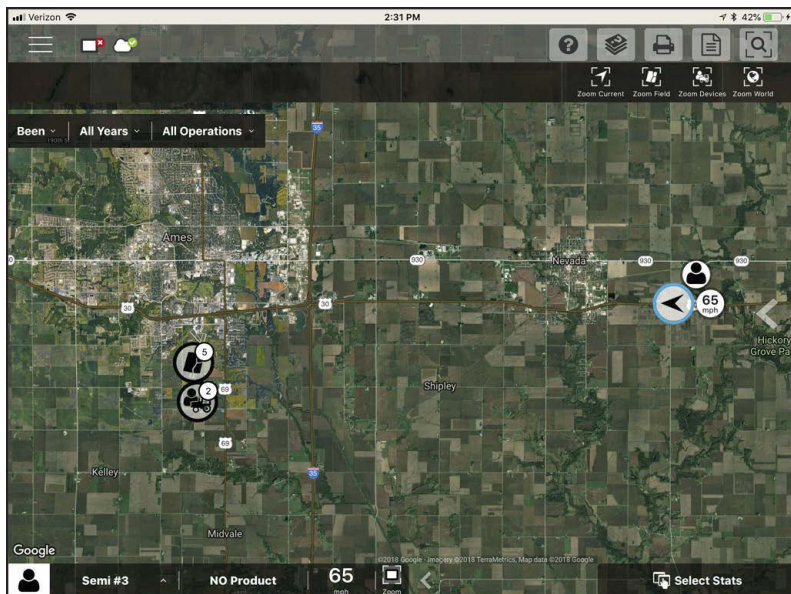 Verizon
2:31 PM
42%
Zoom Current
Zoom Field
Zoom Devices
Zoom World
Been
All Years
All Operations
35
Ames
930
930
930
Nevada
30
30
65
mph
Hickory
Grove Pa
5
2
69
Shipley
69
Kelley
35
Midvale
Google
©2018 Google - Imagery ©2018 TerraMetrics, Map data ©2018 Google
Semi #3
NO Product
65
mph
Zoom
Select Stats